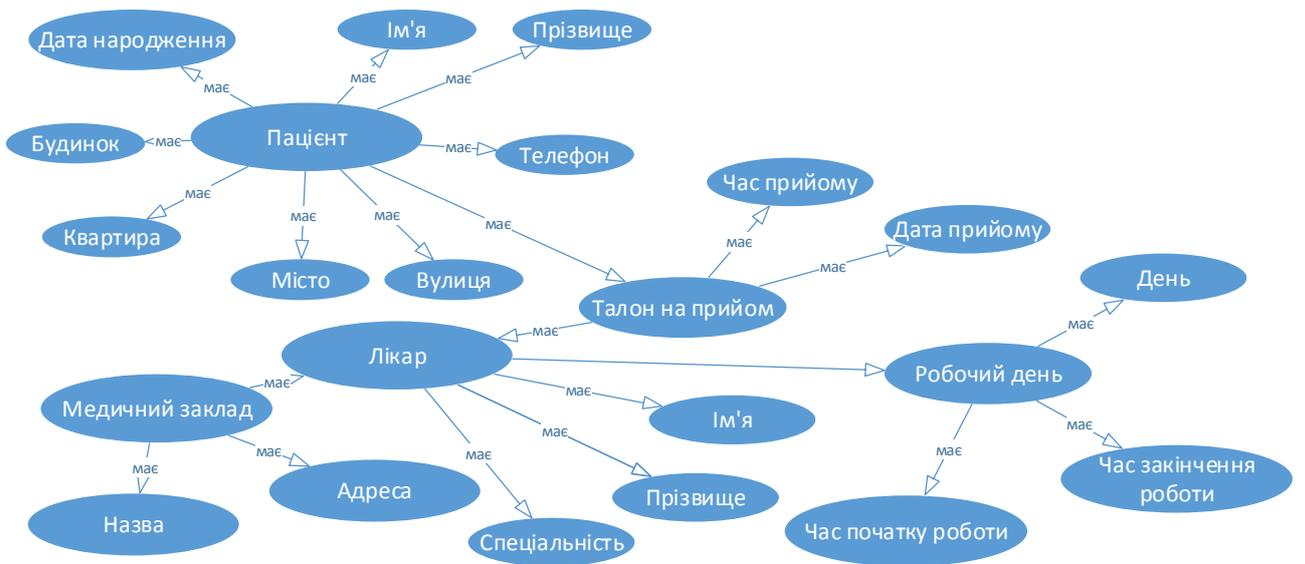 Ім'я
Прізвище
Дата народження
має
має
має
Пацієнт
Будинок
має
має
Телефон
має
Час прийому
має
має
має
має
Дата прийому
Квартира
має
має
Місто
Вулиця
День
Талон на прийом
має
має
Лікар
Робочий день
має
Медичний заклад
має
Ім'я
має
має
має
має
має
має
Час закінчення
роботи
Адреса
Прізвище
Назва
Час початку роботи
Спеціальність